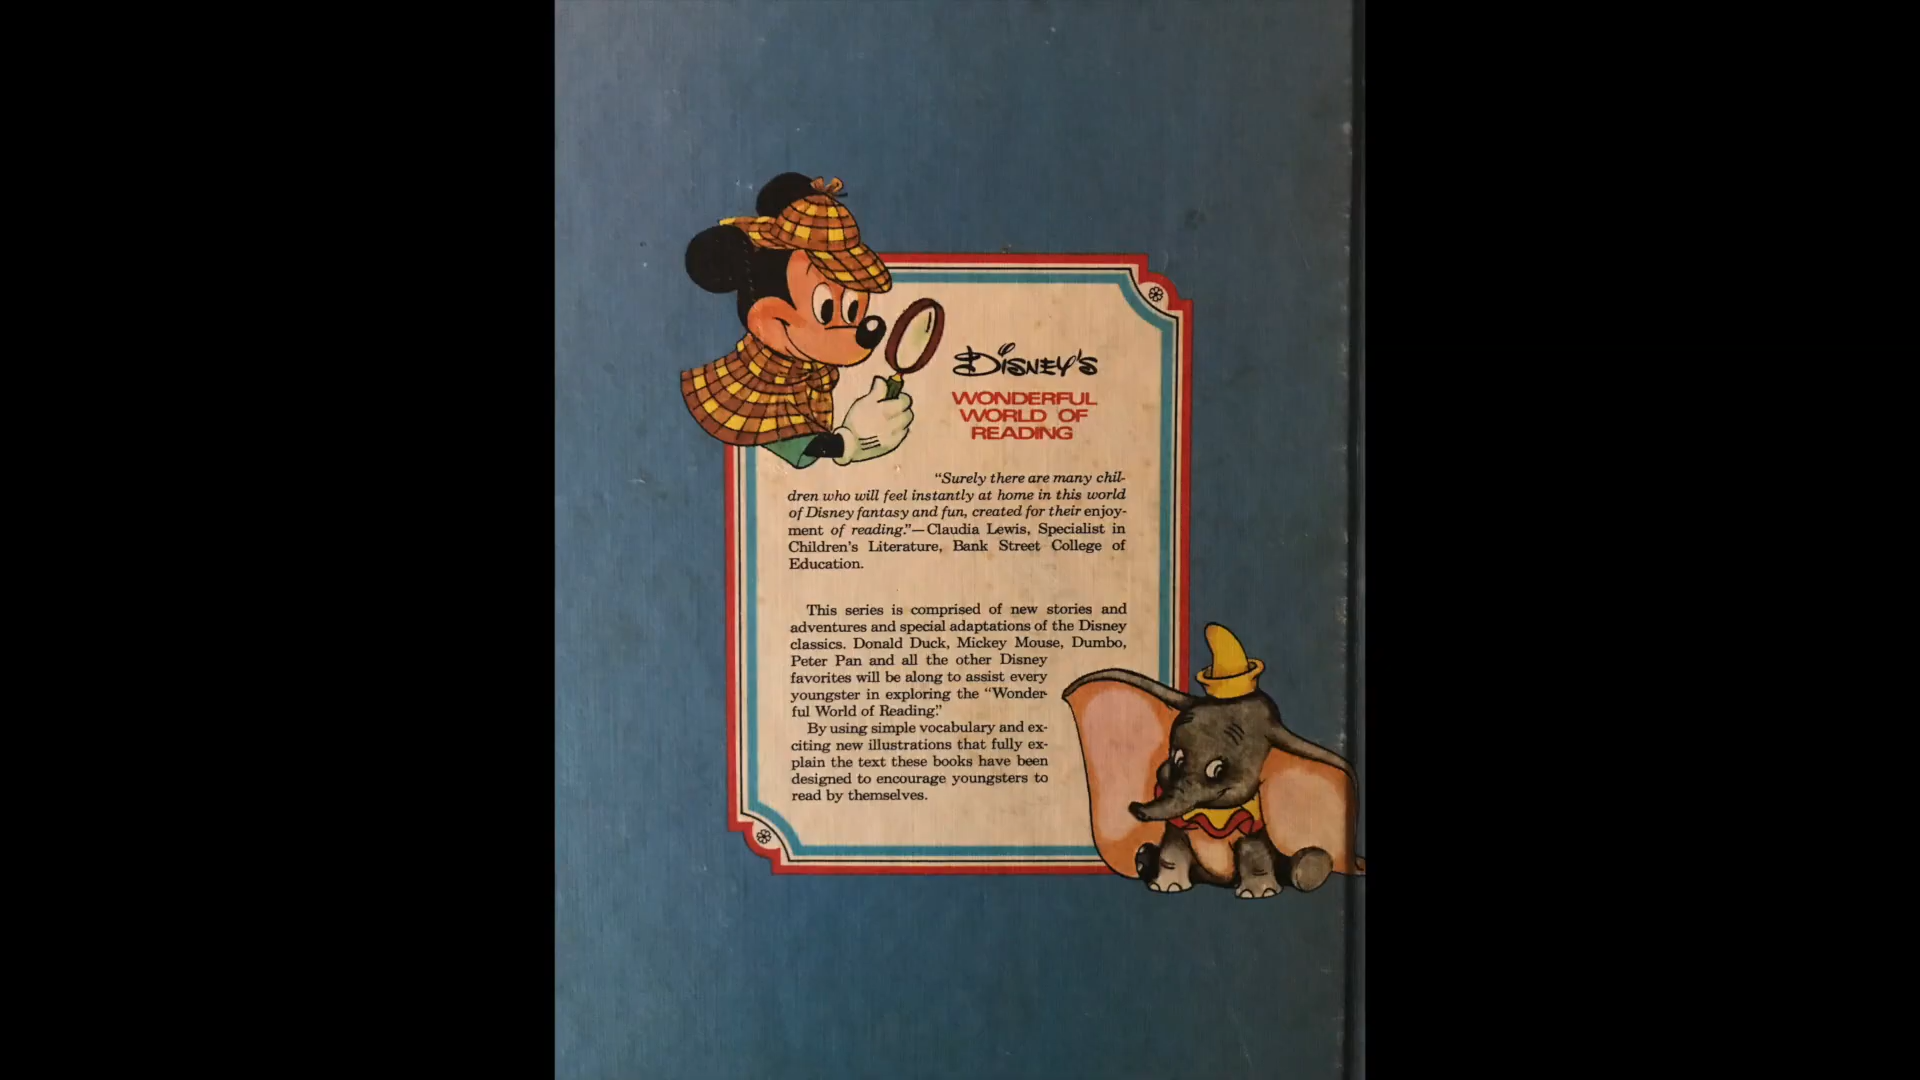 Disney's
WONDERFUL
WORLD OF
READING
"Surely there are many chil-
dren who will feel instantly at home in this world
of Disney fantasy and fun, created for their enjoy-
ment of reading."—Claudia Lewis, Specialist in
Children's Literature, Bank Street College of
Education.
This series is comprised of new stories and
adventures and special adaptations of the Disney
classics. Donald Duck, Mickey Mouse, Dumbo,
Peter Pan and all the other Disney
favorites will be along to assist every
youngster in exploring the "Wonder-
ful World of Reading."
By using simple vocabulary and ex-
citing new illustrations that fully ex-
plain the text these books have been
designed to encourage youngsters to
read by themselves.